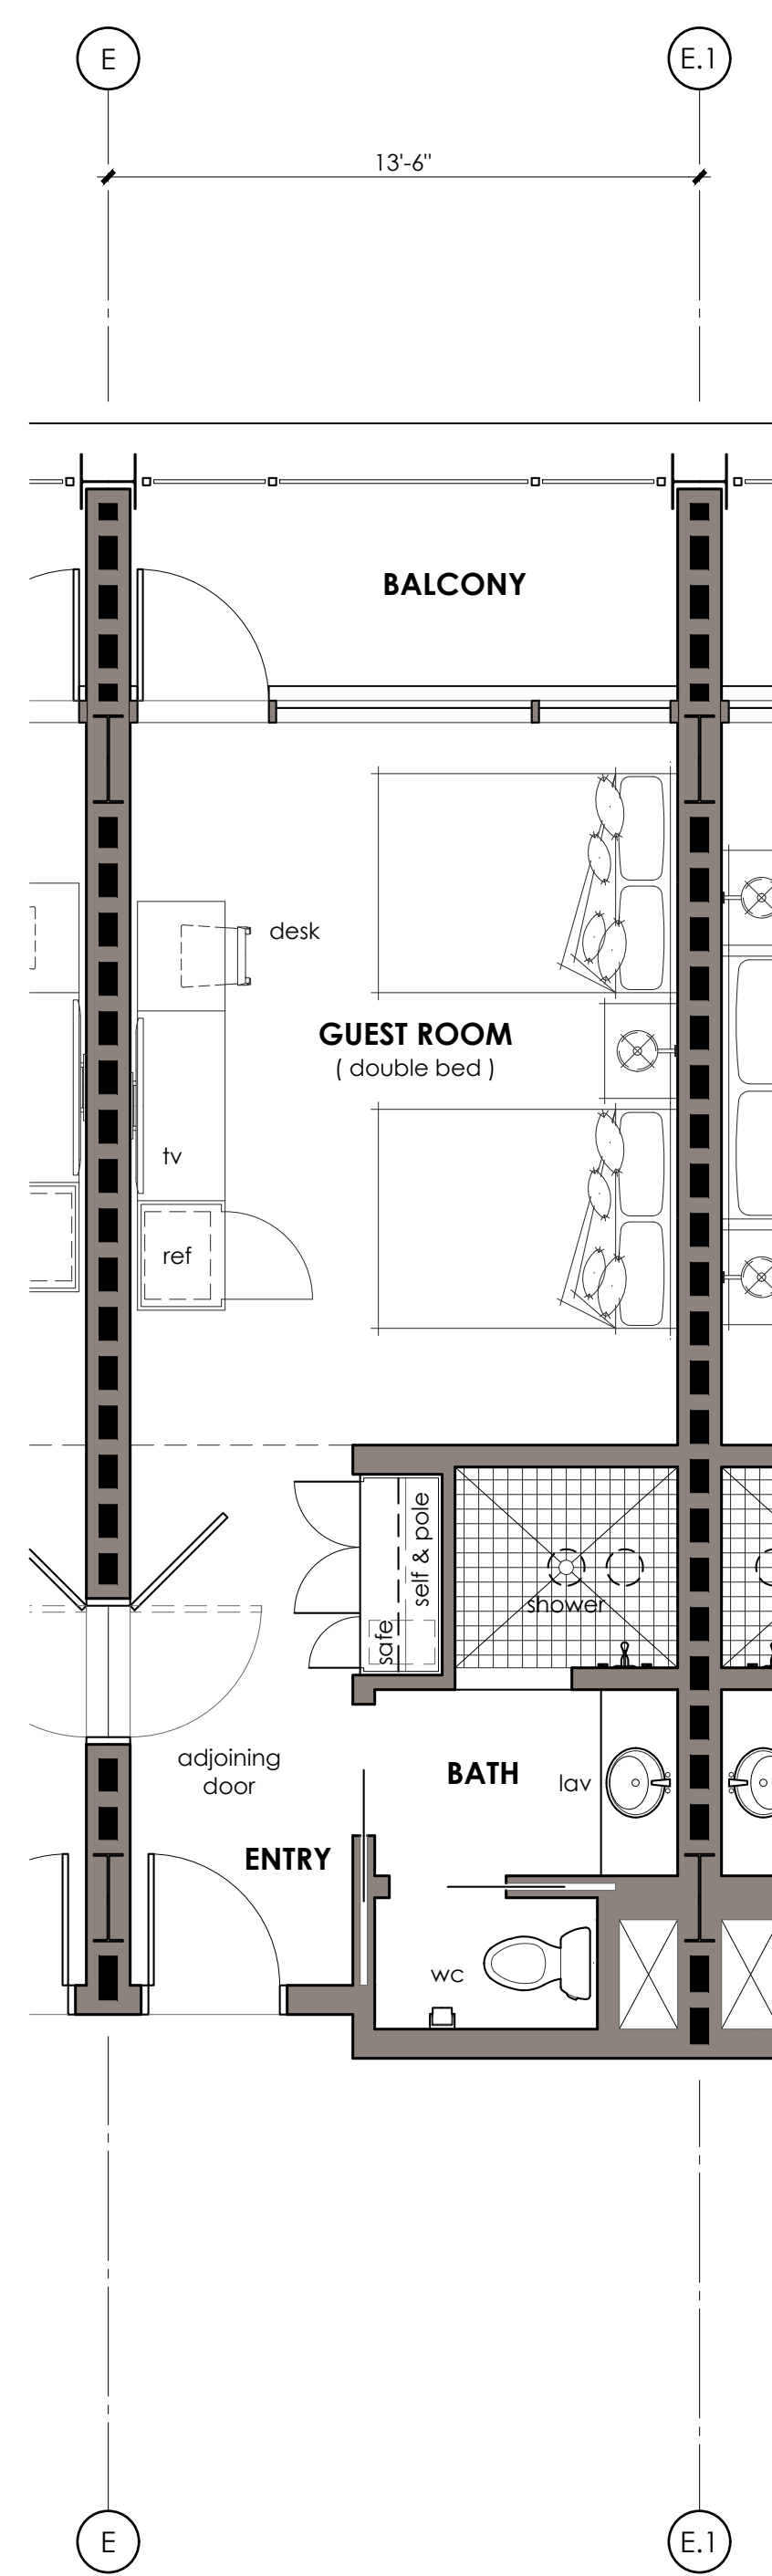 E
E.1
13'-6"
BALCONY
desk
GUEST ROOM
( double bed )
tv
ref
self & pole
safe
shower
adjoining
door
BATH
lav
ENTRY
wc
E
E.1